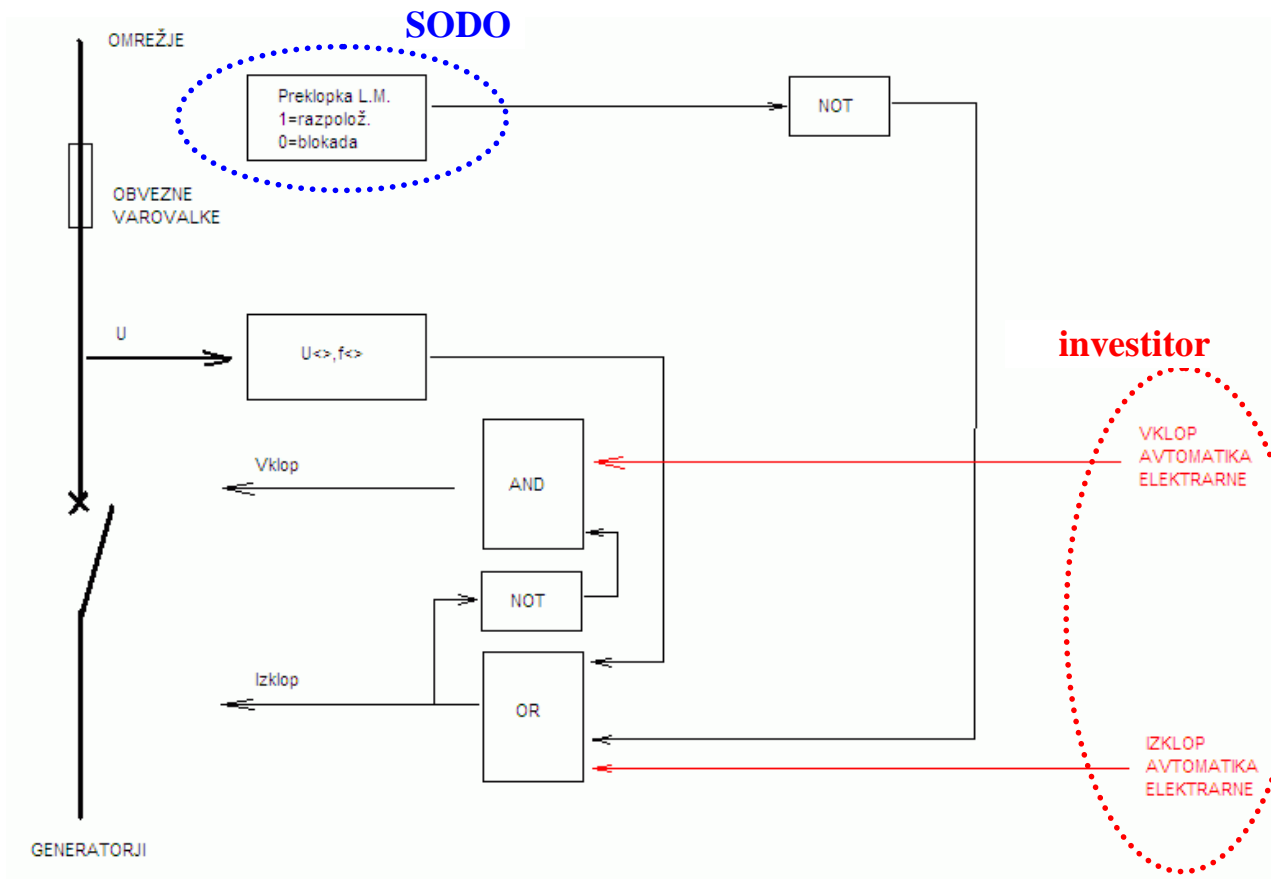 SODO
OMREŽJE
Preklopka L.M.
1=razpolož.
0=blokada
NOT
OBVEZNE
VAROVALKE
U
U<>,f<>
investitor
VKLOP
AVTOMATIKA
ELEKTRARNE
Vklop
AND
NOT
Izklop
OR
IZKLOP
AVTOMATIKA
ELEKTRARNE
GENERATORJI